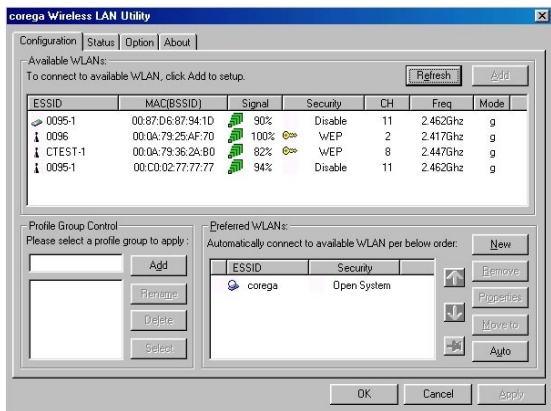 corega Wireless LAN Utility
Configuration Status Option About
Available WLANs:
To connect to available WLAN, click Add to setup.
Refresh Add
ESSID MAC(BSSID) Signal Security CH Freq Mode
0095-1 00:87:D6:87:94:1D 90% Disable 11 2.462Ghz g
0096 00:0A:79:25:AF:70 100% WEP 2 2.417Ghz g
CTEST-1 00:0A:79:36:2A:B0 82% WEP 8 2.447Ghz g
0095-1 00:C0:02:77:77:77 94% Disable 11 2.462Ghz g
Profile Group Control
Please select a profile group to apply :
Add
Rename
Delete
Select
Preferred WLANs:
Automatically connect to available WLAN per below order:
ESSID Security
corega Open System
New
Remove
Properties
Move to
Auto
OK Cancel Apply